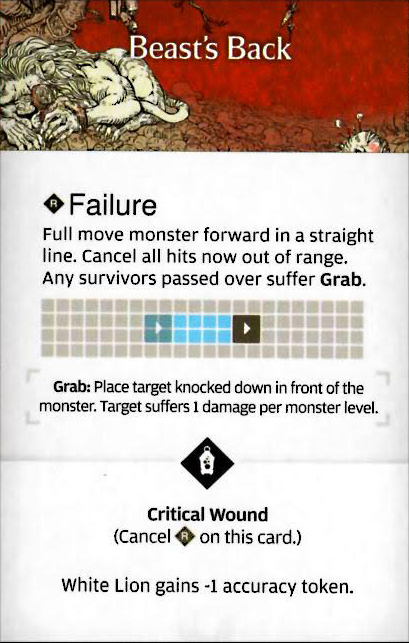 Beast's Back
R Failure
Full move monster forward in a straight
line. Cancel all hits now out of range.
Any survivors passed over suffer Grab.
Grab: Place target knocked down in front of the
monster. Target suffers 1 damage per monster level.
Critical Wound
(Cancel R on this card.)
White Lion gains -1 accuracy token.